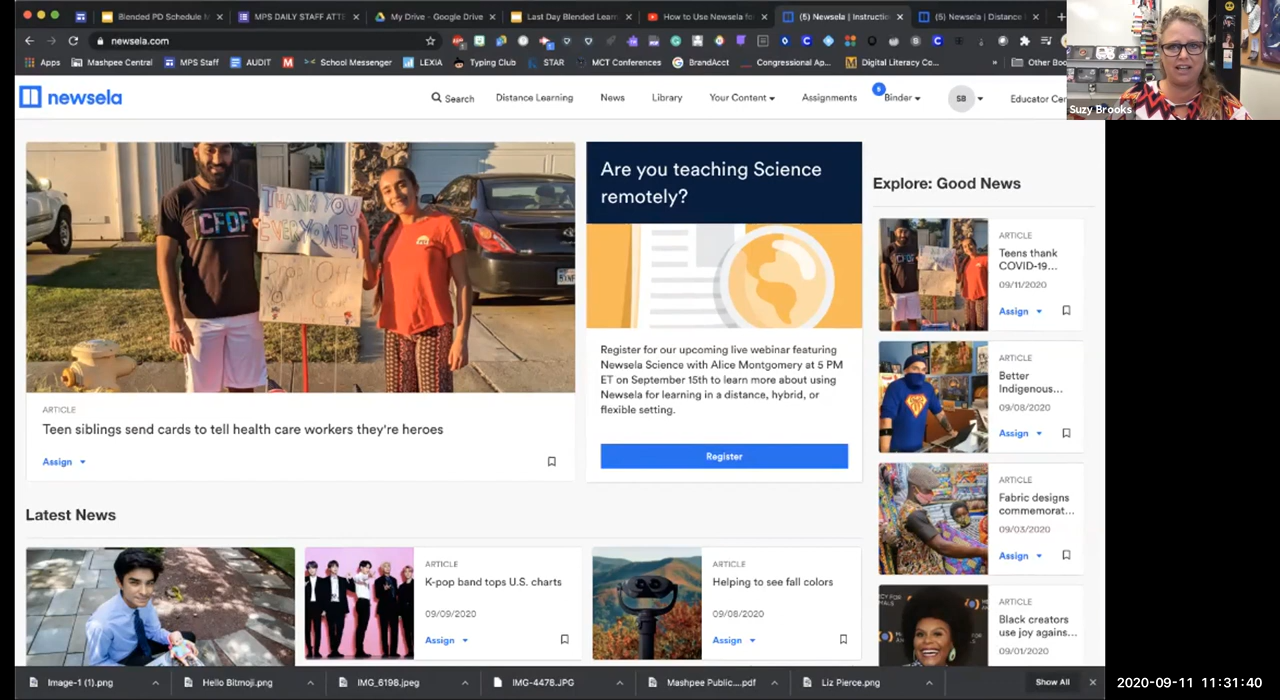 Blended PD Schedule M
MPS DAILY STAFF ATTE
My Drive - Google Drive
Last Day Blended Learn
How to Use Newsela fo
(5) Newsela | Instructio
(5) Newsela | Distance
newsela.com
Apps
Mashpee Central
MPS Staff
AUDIT
School Messenger
LEXIA
Typing Club
STAR
MCT Conferences
BrandAcct
Congressional Ap...
Digital Literacy Co...
»
Other Boo
Suzy Brooks
newsela
Search
Distance Learning
News
Library
Your Content
Assignments
Binder
SB
Educator Cen
THANK YOU
EVERYONE!
Drop Off
Are you teaching Science
remotely?
Register for our upcoming live webinar featuring
Newsela Science with Alice Montgomery at 5 PM
ET on September 15th to learn more about using
Newsela for learning in a distance, hybrid, or
flexible setting.
Register
ARTICLE
Teen siblings send cards to tell health care workers they're heroes
Assign
Explore: Good News
ARTICLE
Teens thank
COVID-19...
09/11/2020
Assign
ARTICLE
Better
Indigenous...
09/08/2020
Assign
ARTICLE
Fabric designs
commemorat...
09/03/2020
Assign
ARTICLE
Black creators
use joy agains...
09/01/2020
Latest News
ARTICLE
K-pop band tops U.S. charts
09/09/2020
Assign
ARTICLE
Helping to see fall colors
09/08/2020
Assign
Image-1 (1).png
Hello Bitmoji.png
IMG_6198.jpeg
IMG-4478.JPG
Mashpee Public....pdf
Liz Pierce.png
Show All
2020-09-11 11:31:40